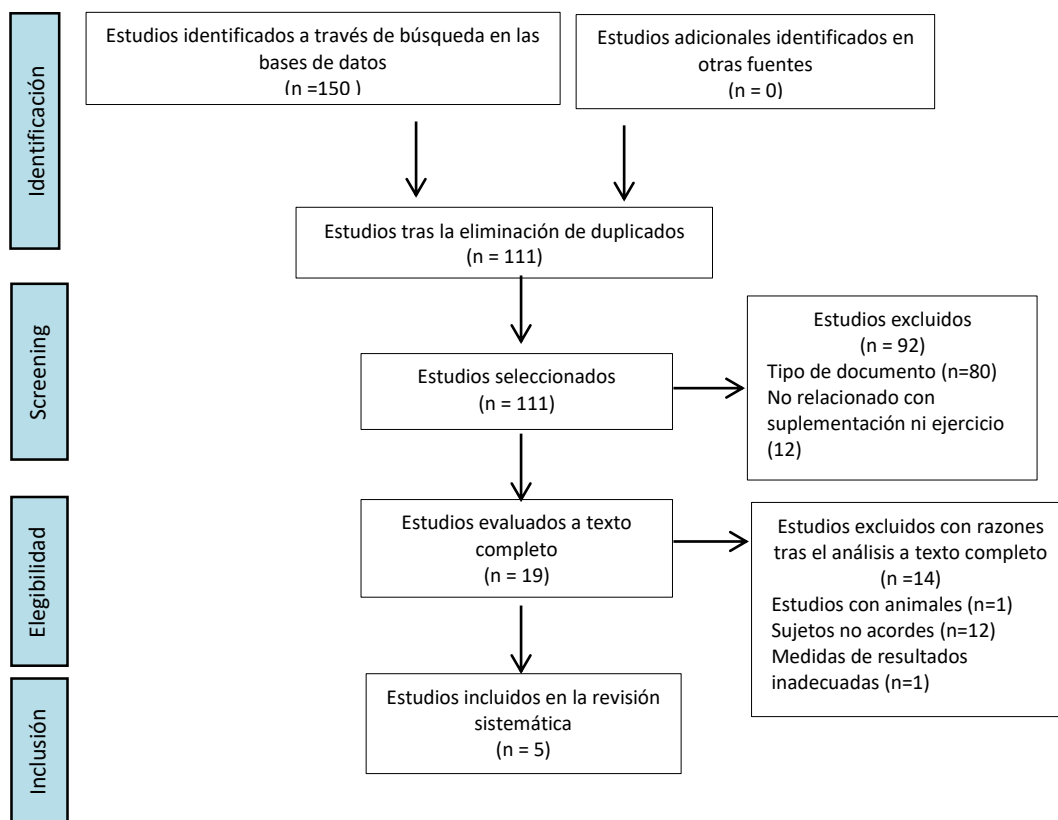 Identificación
Estudios identificados a través de búsqueda en las
bases de datos
(n =150 )
Estudios adicionales identificados en
otras fuentes
(n = 0)
Estudios tras la eliminación de duplicados
(n = 111)
Screening
Estudios seleccionados
(n = 111)
Estudios excluidos
(n = 92)
Tipo de documento (n=80)
No relacionado con
suplementación ni ejercicio
(12)
Elegibilidad
Estudios evaluados a texto
completo
(n = 19)
Estudios excluidos con razones
tras el análisis a texto completo
(n =14)
Estudios con animales (n=1)
Sujetos no acordes (n=12)
Medidas de resultados
inadecuadas (n=1)
Inclusión
Estudios incluidos en la revisión
sistemática
(n = 5)